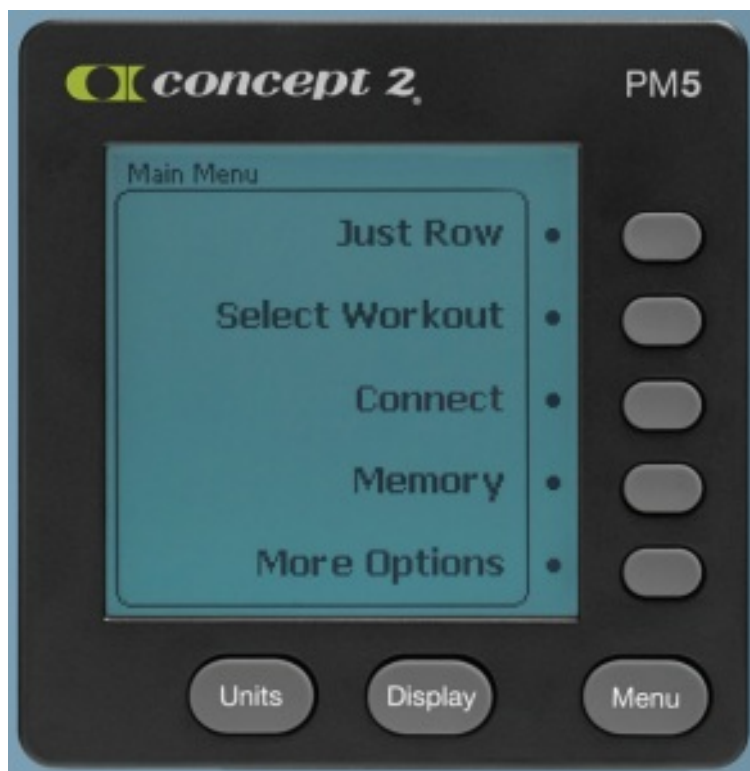 concept 2.
PM5
Main Menu
Just Row
Select Workout
Connect
Memory
More Options
Units
Display
Menu